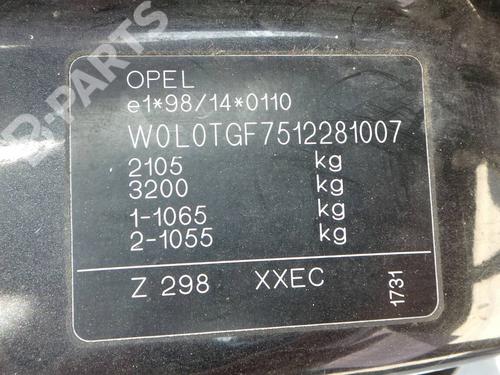 B-PARTS
OPEL
e1*98/14*0110
W0L0TGF7512281007
2105 kg
3200 kg
1-1065 kg
2-1055 kg
Z 298 XXEC
1731